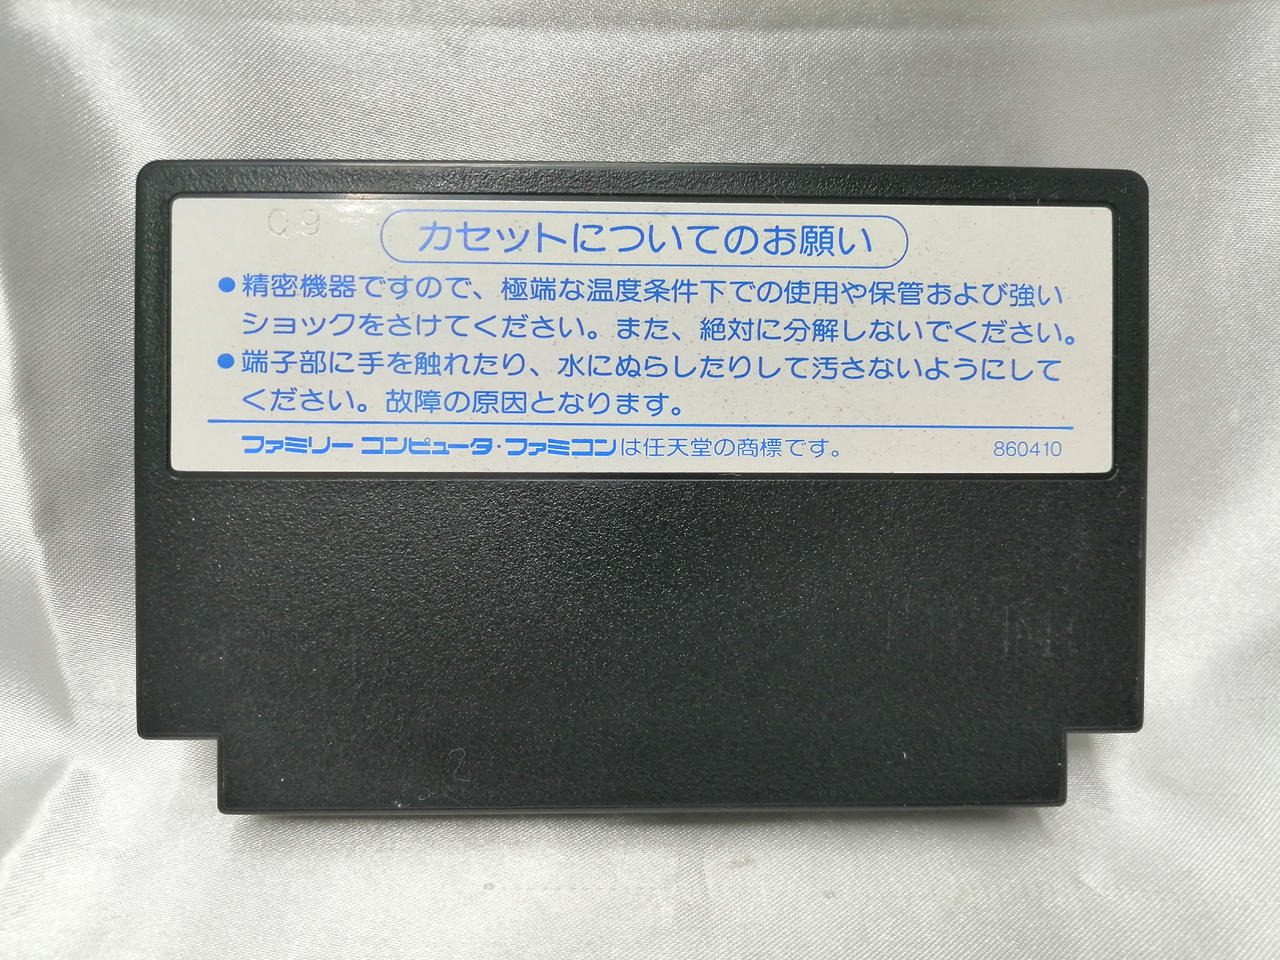 09
カセットについてのお願い
●精密機器ですので、極端な温度条件下での使用や保管および強い
ショックをさけてください。また、絶対に分解しないでください。
●端子部に手を触れたり、水にぬらしたりして汚さないようにして
ください。故障の原因となります。
ファミリーコンピュータ・ファミコンは任天堂の商標です。 860410
2